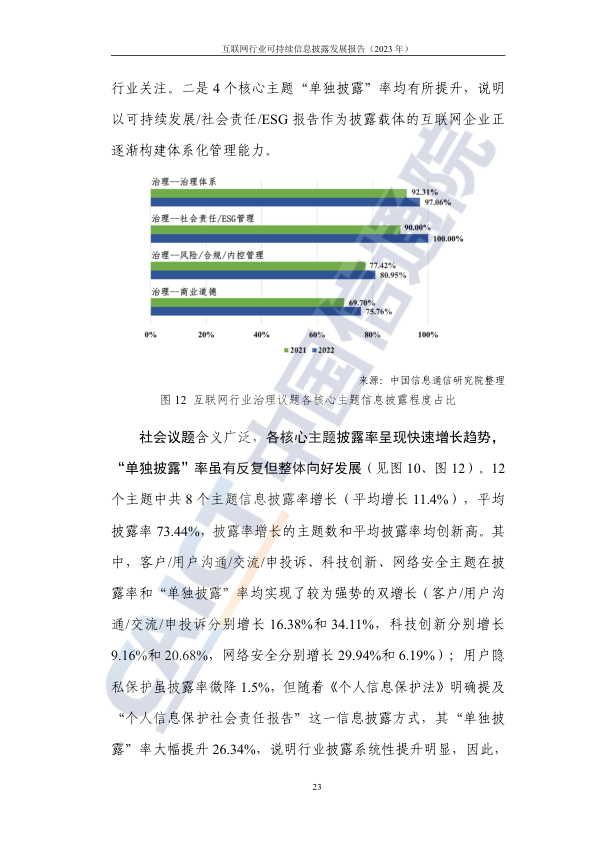 互联网行业可持续信息披露发展报告（2023 年）
行业关注。二是 4 个核心主题“单独披露”率均有所提升，说明
以可持续发展/社会责任/ESG 报告作为披露载体的互联网企业正
逐渐构建体系化管理能力。
治理--治理体系
92.31%
97.06%
治理--社会责任/ESG管理
90.00%
100.00%
治理--风险/合规/内控管理
77.42%
80.95%
治理--商业道德
69.70%
75.76%
0% 20% 40% 60% 80% 100%
2021 2022
来源：中国信息通信研究院整理
图 12 互联网行业治理议题各核心主题信息披露程度占比
社会议题含义广泛，各核心主题披露率呈现快速增长趋势，
“单独披露”率虽有反复但整体向好发展（见图 10、图 12）。12
个主题中共 8 个主题信息披露率增长（平均增长 11.4%），平均
披露率 73.44%，披露率增长的主题数和平均披露率均创新高。其
中，客户/用户沟通/交流/申投诉、科技创新、网络安全主题在披
露率和“单独披露”率均实现了较为强势的双增长（客户/用户沟
通/交流/申投诉分别增长 16.38%和 34.11%，科技创新分别增长
9.16%和 20.68%，网络安全分别增长 29.94%和 6.19%）；用户隐
私保护虽披露率微降 1.5%，但随着《个人信息保护法》明确提及
“个人信息保护社会责任报告”这一信息披露方式，其“单独披
露”率大幅提升 26.34%，说明行业披露系统性提升明显，因此，
23
CAICT 中国信通院